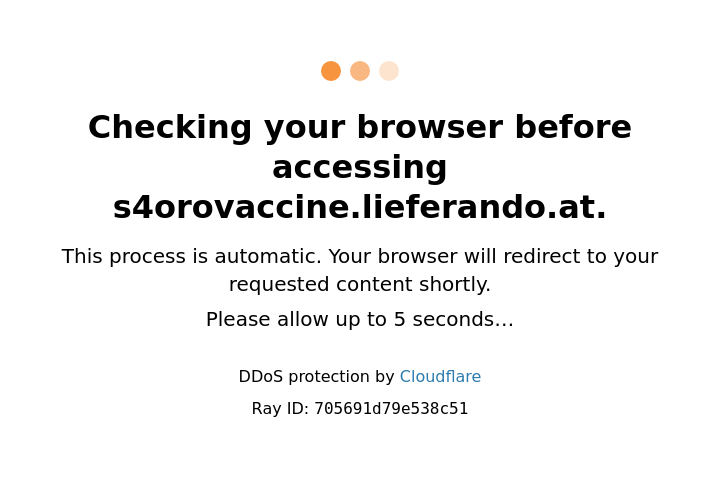 Checking your browser before
accessing
s4orovaccine.lieferando.at.
This process is automatic. Your browser will redirect to your
requested content shortly.
Please allow up to 5 seconds…
DDoS protection by Cloudflare
Ray ID: 705691d79e538c51